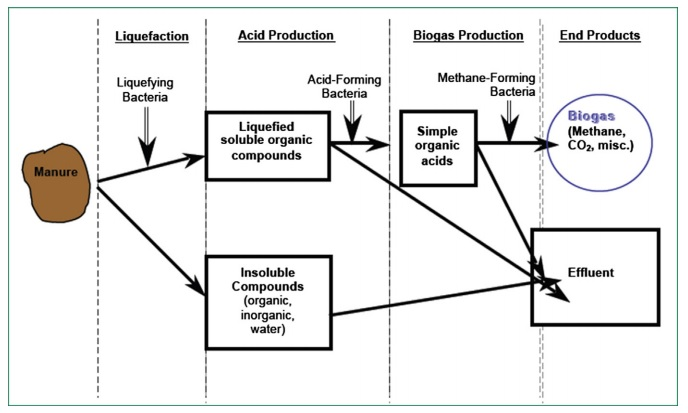 Liquefaction
Acid Production
Biogas Production
End Products
Liquefying
Bacteria
Acid-Forming
Bacteria
Methane-Forming
Bacteria
Manure
Liquefied
soluble organic
compounds
Simple
organic
acids
Biogas
(Methane,
CO₂, misc.)
Insoluble
Compounds
(organic,
inorganic,
water)
Effluent